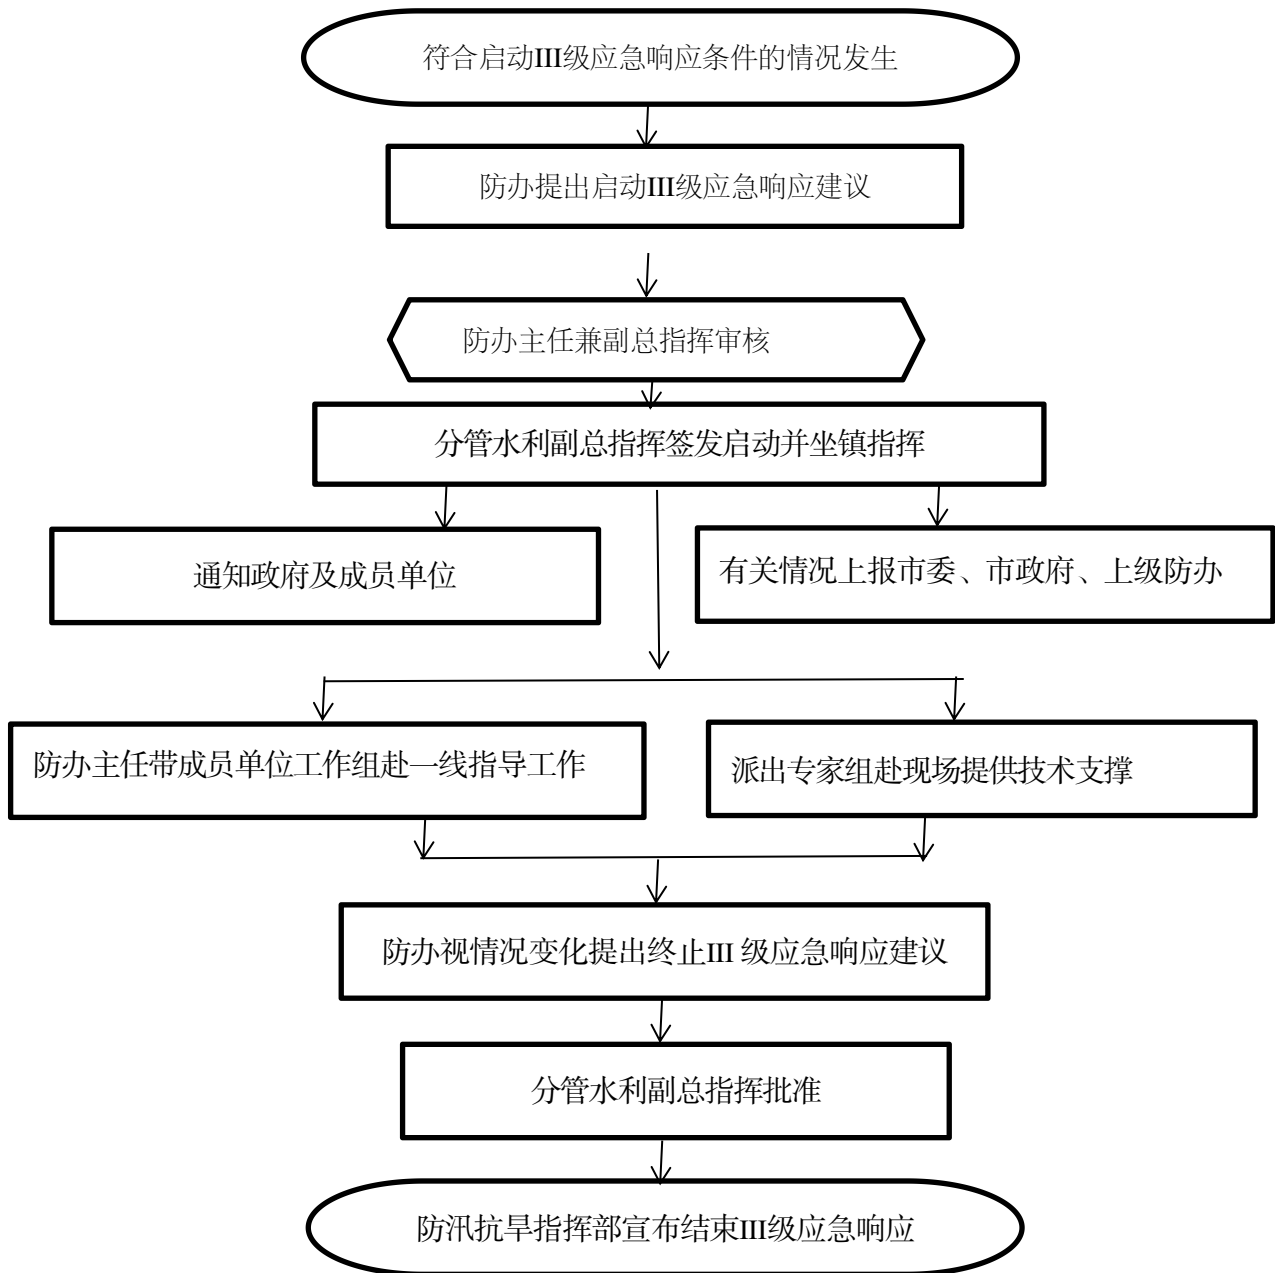 符合启动III级应急响应条件的情况发生
防办提出启动III级应急响应建议
防办主任兼副总指挥审核
分管水利副总指挥签发启动并坐镇指挥
通知政府及成员单位
有关情况上报市委、市政府、上级防办
防办主任带成员单位工作组赴一线指导工作
派出专家组赴现场提供技术支撑
防办视情况变化提出终止III 级应急响应建议
分管水利副总指挥批准
防汛抗旱指挥部宣布结束III级应急响应